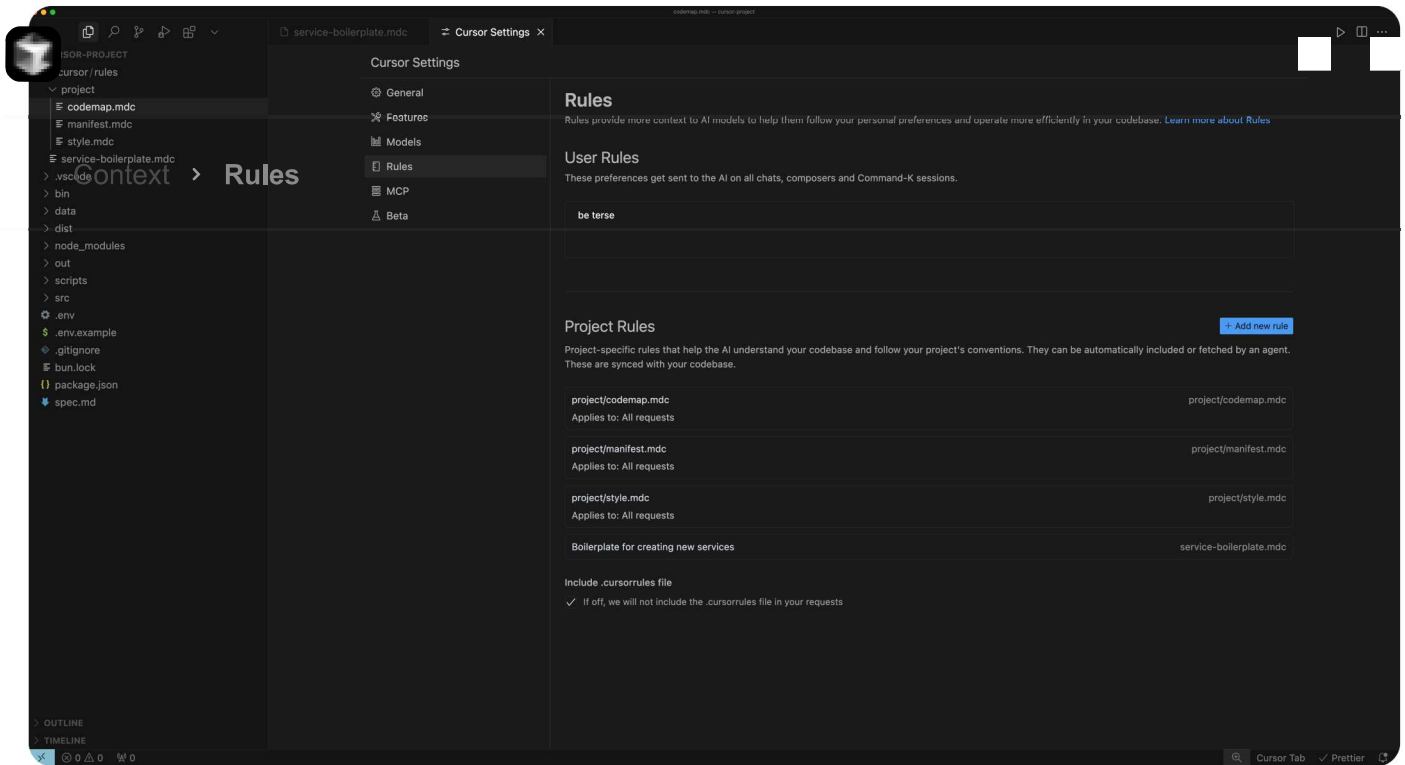 codemap.mdc — cursor-project
service-boilerplate.mdc
Cursor Settings
RSOR-PROJECT
cursor/rules
project
codemap.mdc
manifest.mdc
style.mdc
service-boilerplate.mdc
.vscode
bin
data
dist
node_modules
out
scripts
src
.env
$ .env.example
.gitignore
bun.lock
{} package.json
spec.md
OUTLINE
TIMELINE
Context › Rules
Cursor Settings
General
Features
Models
Rules
MCP
Beta
Rules
Rules provide more context to AI models to help them follow your personal preferences and operate more efficiently in your codebase. Learn more about Rules
User Rules
These preferences get sent to the AI on all chats, composers and Command-K sessions.
be terse
Project Rules
+ Add new rule
Project-specific rules that help the AI understand your codebase and follow your project's conventions. They can be automatically included or fetched by an agent.
These are synced with your codebase.
project/codemap.mdc project/codemap.mdc
Applies to: All requests
project/manifest.mdc project/manifest.mdc
Applies to: All requests
project/style.mdc project/style.mdc
Applies to: All requests
Boilerplate for creating new services service-boilerplate.mdc
Include .cursorrules file
If off, we will not include the .cursorrules file in your requests
0 0 0
Cursor Tab
Prettier